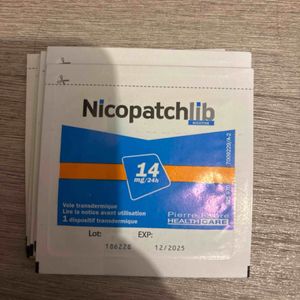 Nicopatchlib
NICOTINE
14
mg/24h
Voie transdermique
Lire la notice avant utilisation
1 dispositif transdermique
Pierre Fabre
HEALTH CARE
Lot: EXP:
186228 12/2025